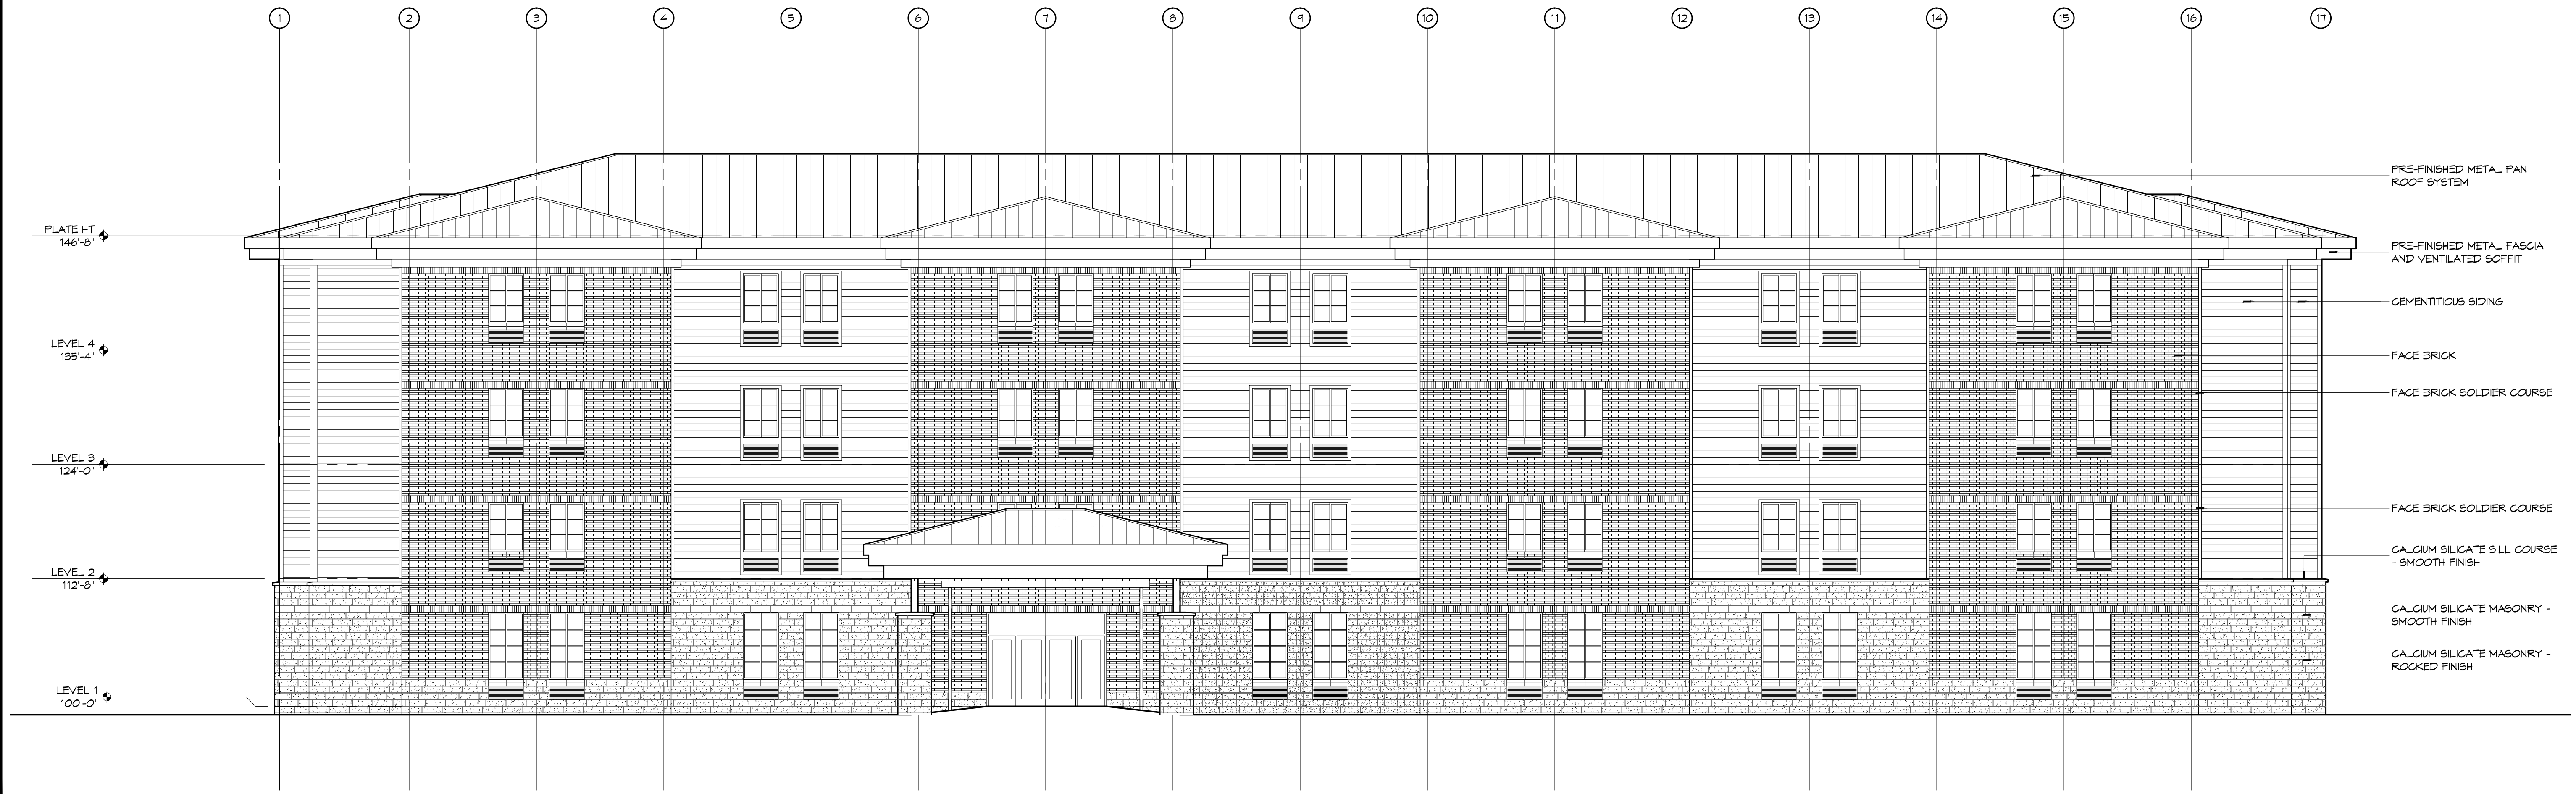 1 2 3 4 5 6 7 8 9 10 11 12 13 14 15 16 17
PRE-FINISHED METAL PAN
ROOF SYSTEM
PLATE HT
146'-8"
PRE-FINISHED METAL FASCIA
AND VENTILATED SOFFIT
CEMENTITIOUS SIDING
LEVEL 4
135'-4"
FACE BRICK
FACE BRICK SOLDIER COURSE
LEVEL 3
124'-0"
FACE BRICK SOLDIER COURSE
CALCIUM SILICATE SILL COURSE
- SMOOTH FINISH
LEVEL 2
112'-8"
CALCIUM SILICATE MASONRY -
SMOOTH FINISH
CALCIUM SILICATE MASONRY -
ROCKED FINISH
LEVEL 1
100'-0"